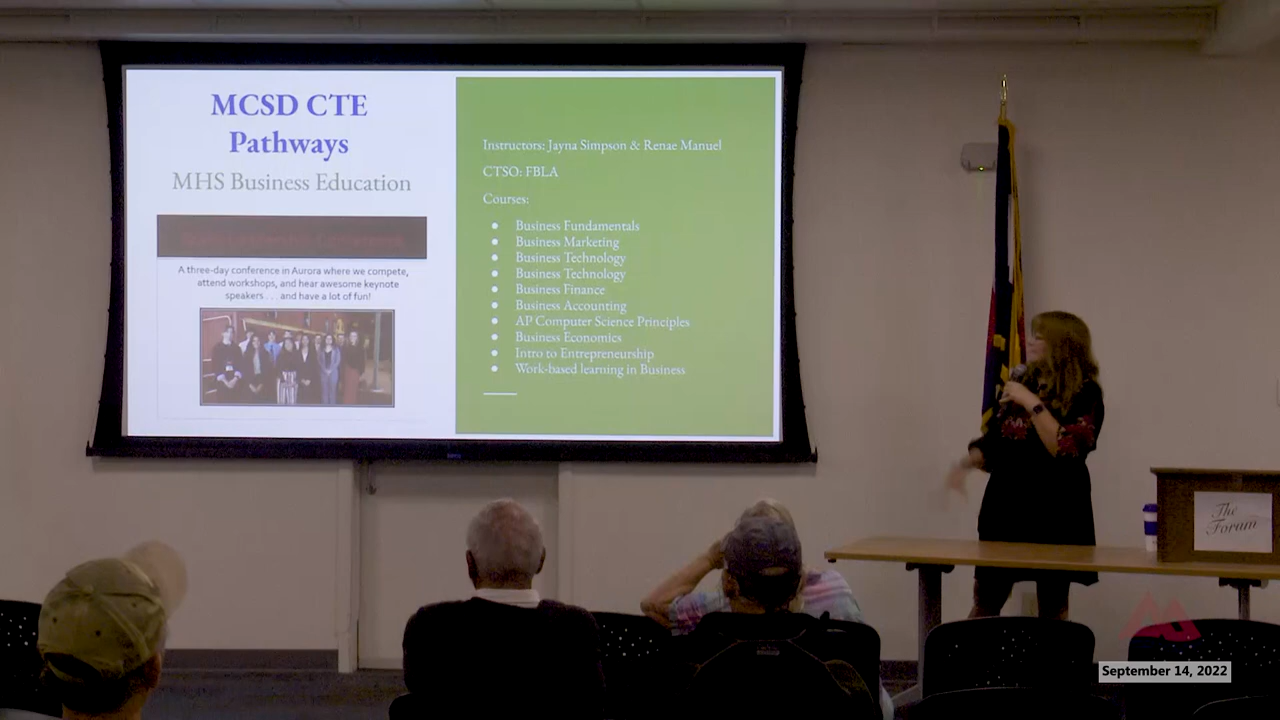 MCSD CTE
Pathways
MHS Business Education
A three-day conference in Aurora where we compete,
attend workshops, and hear awesome keynote
speakers . . . and have a lot of fun!
Instructors: Jayna Simpson & Renae Manuel
CTSO: FBLA
Courses:
● Business Fundamentals
● Business Marketing
● Business Technology
● Business Technology
● Business Finance
● Business Accounting
● AP Computer Science Principles
● Business Economics
● Intro to Entrepreneurship
● Work-based learning in Business
The
Forum
September 14, 2022